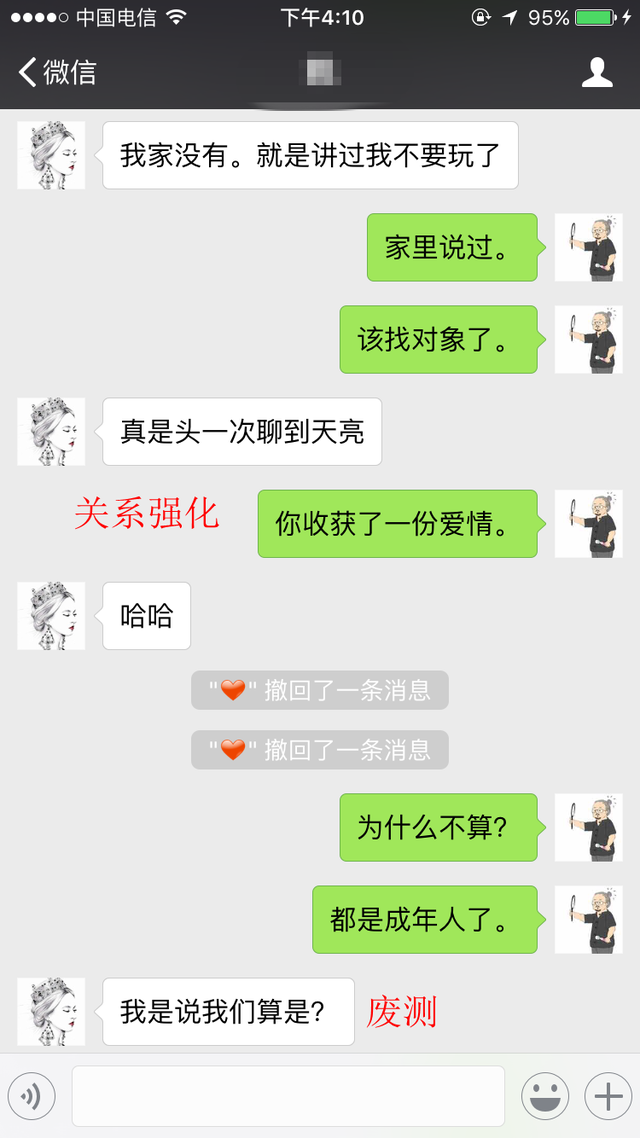 中国电信 下午4:10 95%
微信
我家没有。就是讲过我不要玩了
家里说过。
该找对象了。
真是头一次聊到天亮
关系强化
你收获了一份爱情。
哈哈
"❤" 撤回了一条消息
"❤" 撤回了一条消息
为什么不算?
都是成年人了。
我是说我们算是?
废测